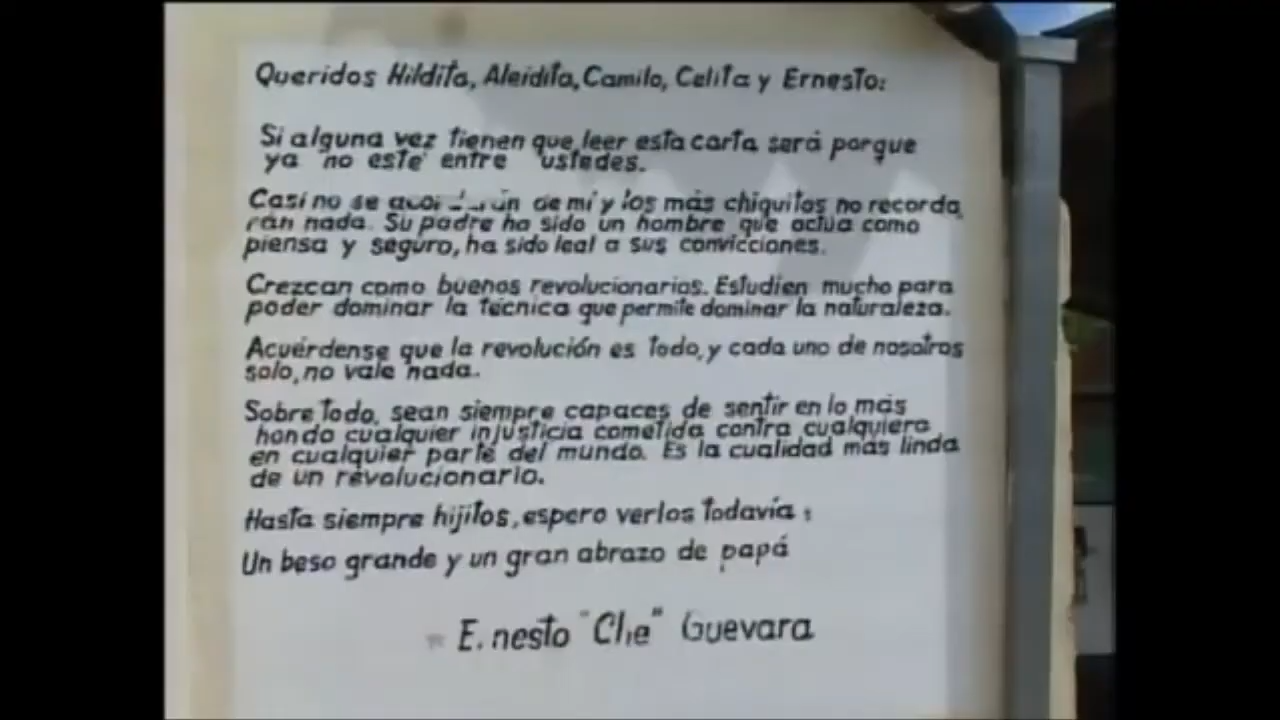 Queridos Hildita, Aleidita, Camilo, Celita y Ernesto:
Si alguna vez tienen que leer esta carta será porque
ya no esté entre ustedes.
Casi no se de mí y los más chiquitos no recorda
rán nada. Su padre ha sido un hombre que actúa como
piensa y seguro, ha sido leal a sus convicciones.
Crezcan como buenos revolucionarios. Estudien mucho para
poder dominar la técnica que permite dominar la naturaleza.
Acuérdense que la revolución es Todo, y cada uno de nosotros
solo, no vale nada.
Sobre Todo, sean siempre capaces de sentir en lo más
hondo cualquier injusticia cometida contra cualquiera
en cualquier parte del mundo. Es la cualidad más linda
de un revolucionario.
Hasta siempre hijitos, espero verlos todavía,
Un beso grande y un gran abrazo de papá
E. nesto "Che" Guevara